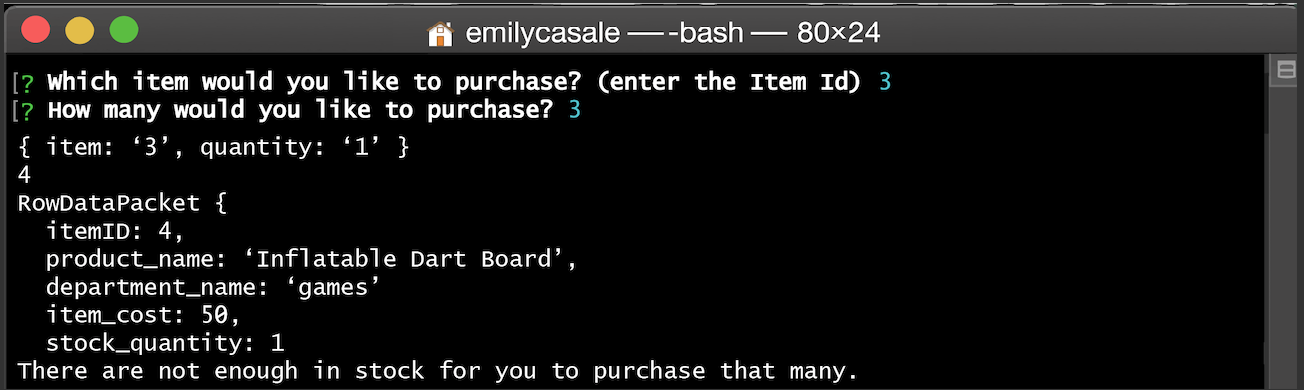 emilycasale — -bash — 80×24
[? Which item would you like to purchase? (enter the Item Id) 3
[? How many would you like to purchase? 3
{ item: ‘3’, quantity: ‘1’ }
4
RowDataPacket {
  itemID: 4,
  product_name: ‘Inflatable Dart Board’,
  department_name: ‘games’
  item_cost: 50,
  stock_quantity: 1
There are not enough in stock for you to purchase that many.